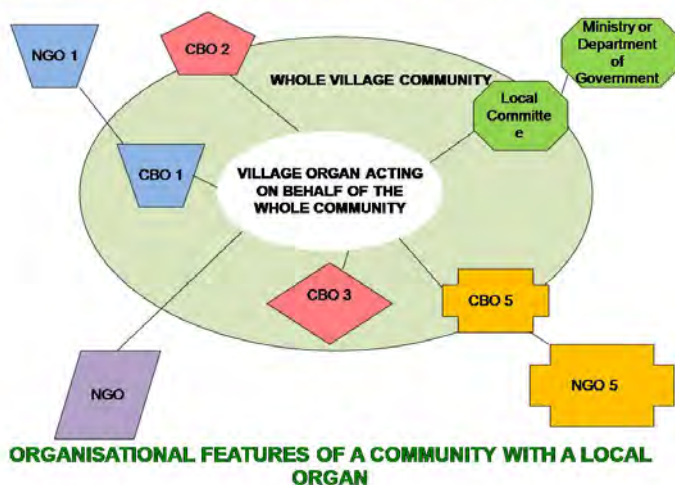 NGO 1
CBO 2
Ministry or
Department
of
Government
WHOLE VILLAGE COMMUNITY
Local
Committe
e
CBO 1
VILLAGE ORGAN ACTING
ON BEHALF OF THE
WHOLE COMMUNITY
CBO 3
CBO 5
NGO
NGO 5
ORGANISATIONAL FEATURES OF A COMMUNITY WITH A LOCAL
ORGAN